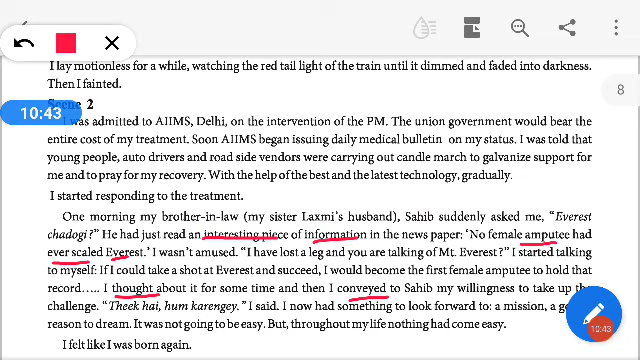 8
I lay motionless for a while, watching the red tail light of the train until it dimmed and faded into darkness.
Then I fainted.
Scene 2
10:43
I was admitted to AIIMS, Delhi, on the intervention of the PM. The union government would bear the
entire cost of my treatment. Soon AIIMS began issuing daily medical bulletin on my status. I was told that
young people, auto drivers and road side vendors were carrying out candle march to galvanize support for
me and to pray for my recovery. With the help of the best and the latest technology, gradually.
I started responding to the treatment.
One morning my brother-in-law (my sister Laxmi's husband), Sahib suddenly asked me, “Everest
chadogi?” He had just read an interesting piece of information in the news paper: ‘No female amputee had
ever scaled Everest.’ I wasn't amused. “I have lost a leg and you are talking of Mt. Everest?” I started talking
to myself: If I could take a shot at Everest and succeed, I would become the first female amputee to hold that
record..... I thought about it for some time and then I conveyed to Sahib my willingness to take up the
challenge. “Theek hai, hum karengey.” I said. I now had something to look forward to: a mission, a
reason to dream. It was not going to be easy. But, throughout my life nothing had come easy.
10:43
I felt like I was born again.